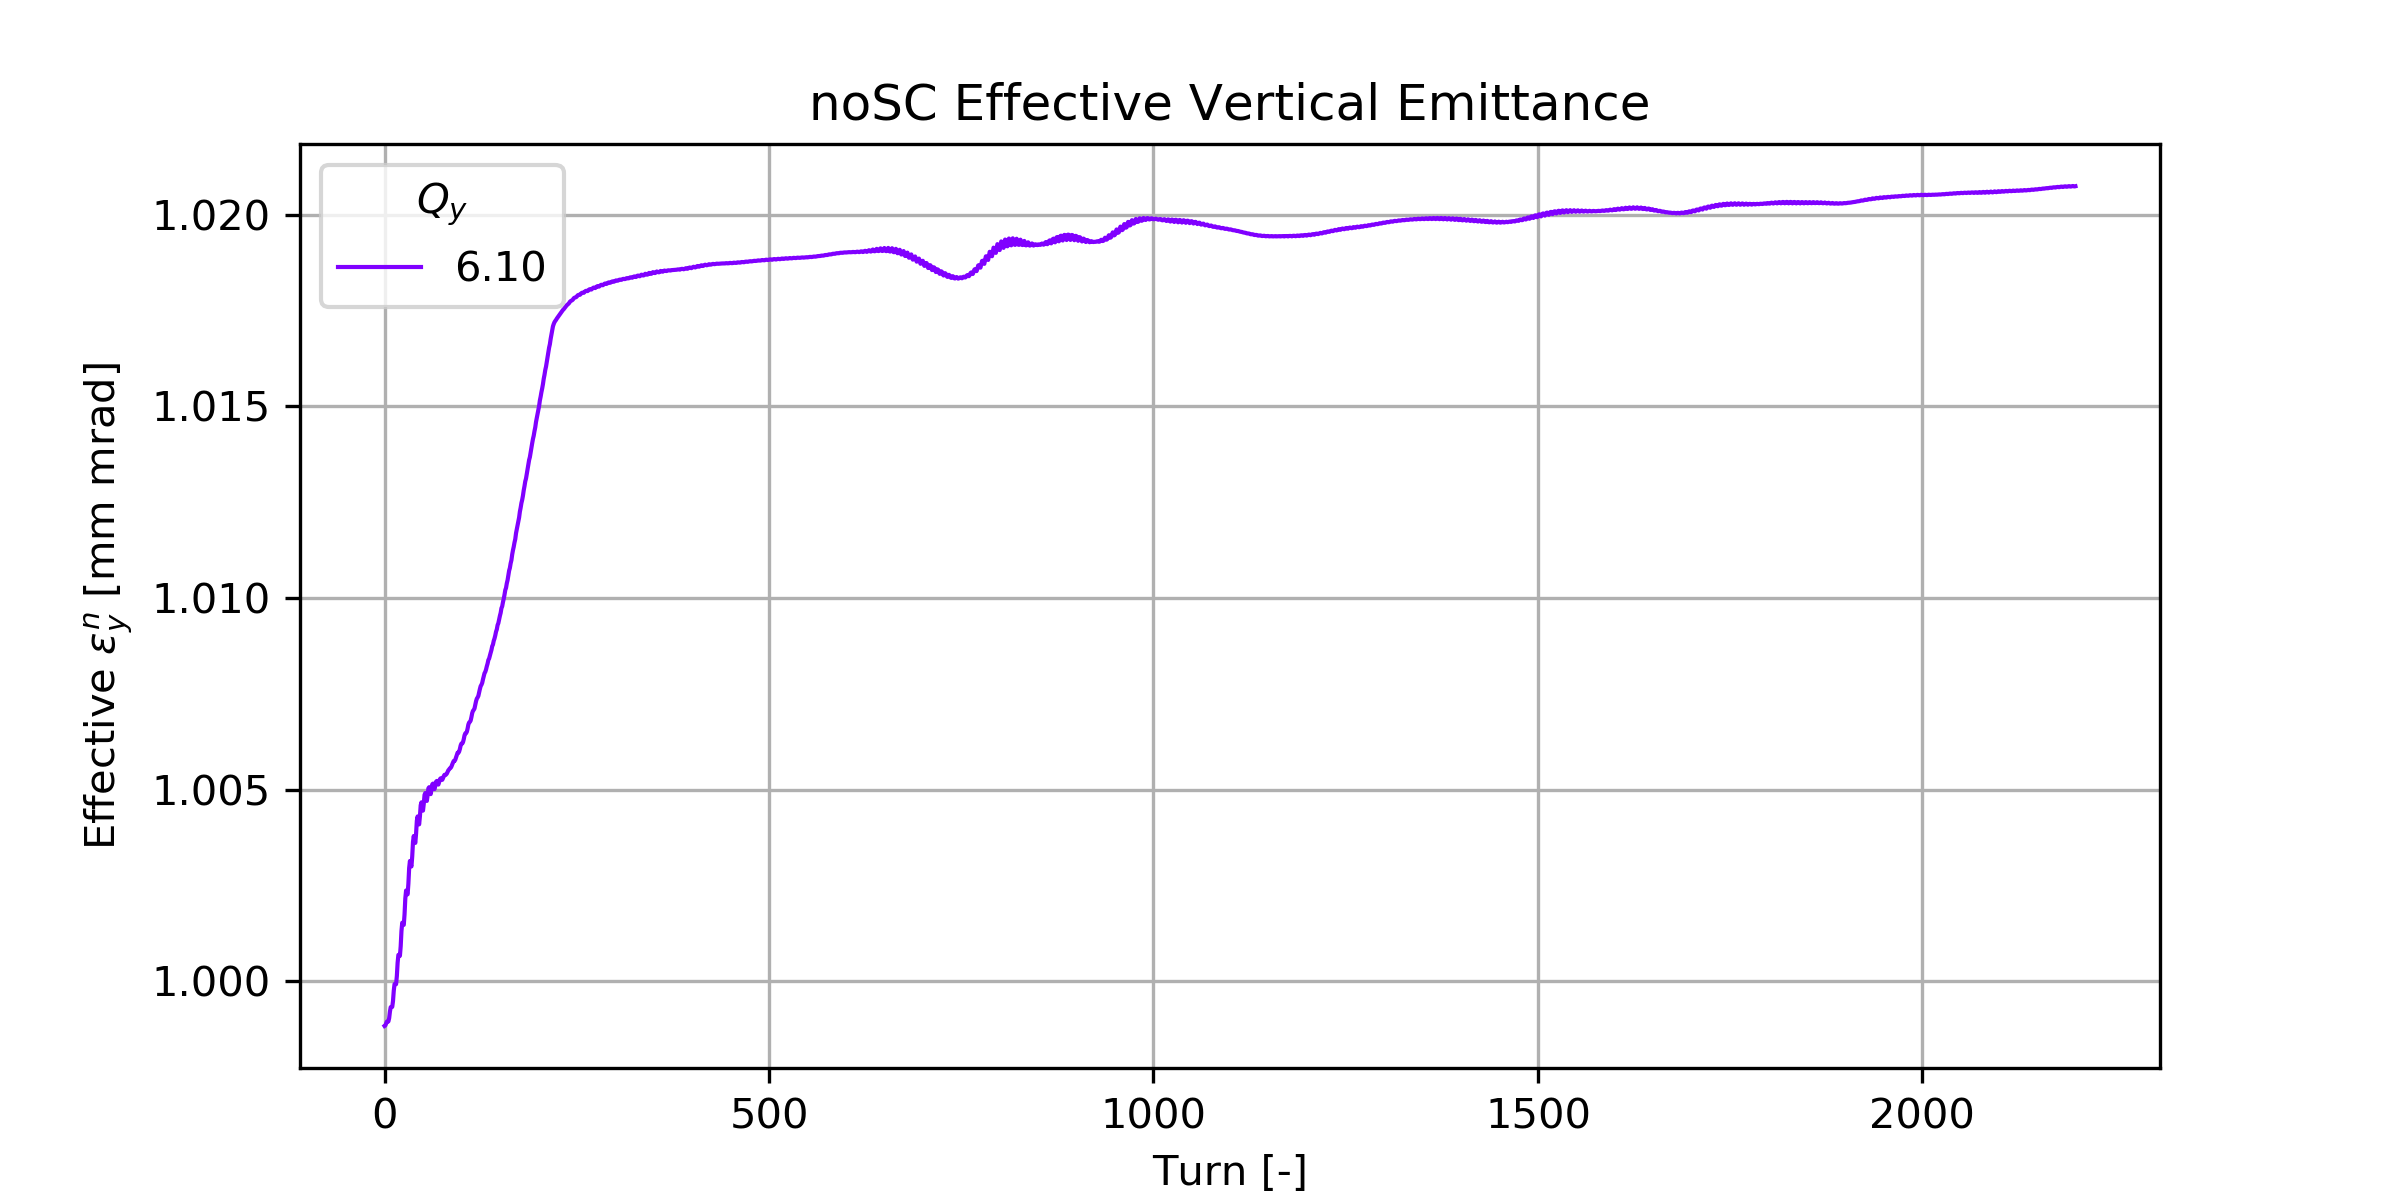 noSC Effective Vertical Emittance
Q_y
6.10
Effective ε_y^n [mm mrad]
1.020
1.015
1.010
1.005
1.000
0 500 1000 1500 2000
Turn [-]